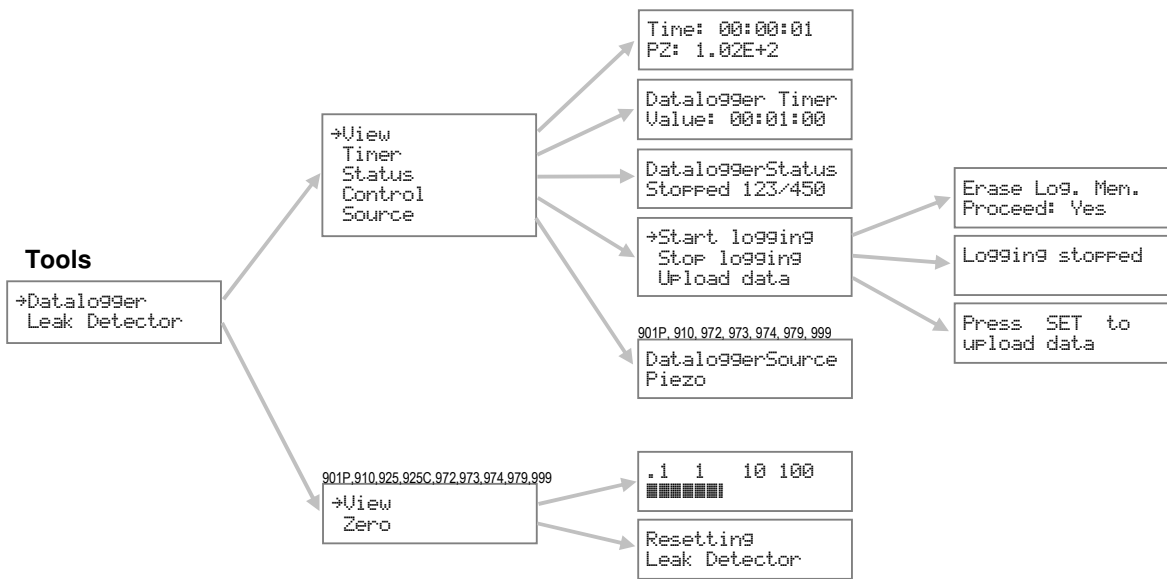 Tools
→Datalogger
Leak Detector
→View
Timer
Status
Control
Source
Time: 00:00:01
PZ: 1.02E+2
Datalogger Timer
Value: 00:01:00
DataloggerStatus
Stopped 123/450
→Start logging
Stop logging
Upload data
Erase Log. Mem.
Proceed: Yes
Logging stopped
Press SET to
upload data
901P, 910, 972, 973, 974, 979, 999
DataloggerSource
Piezo
901P,910,925,925C,972,973,974,979,999
→View
Zero
.1 1 10 100
Resetting
Leak Detector